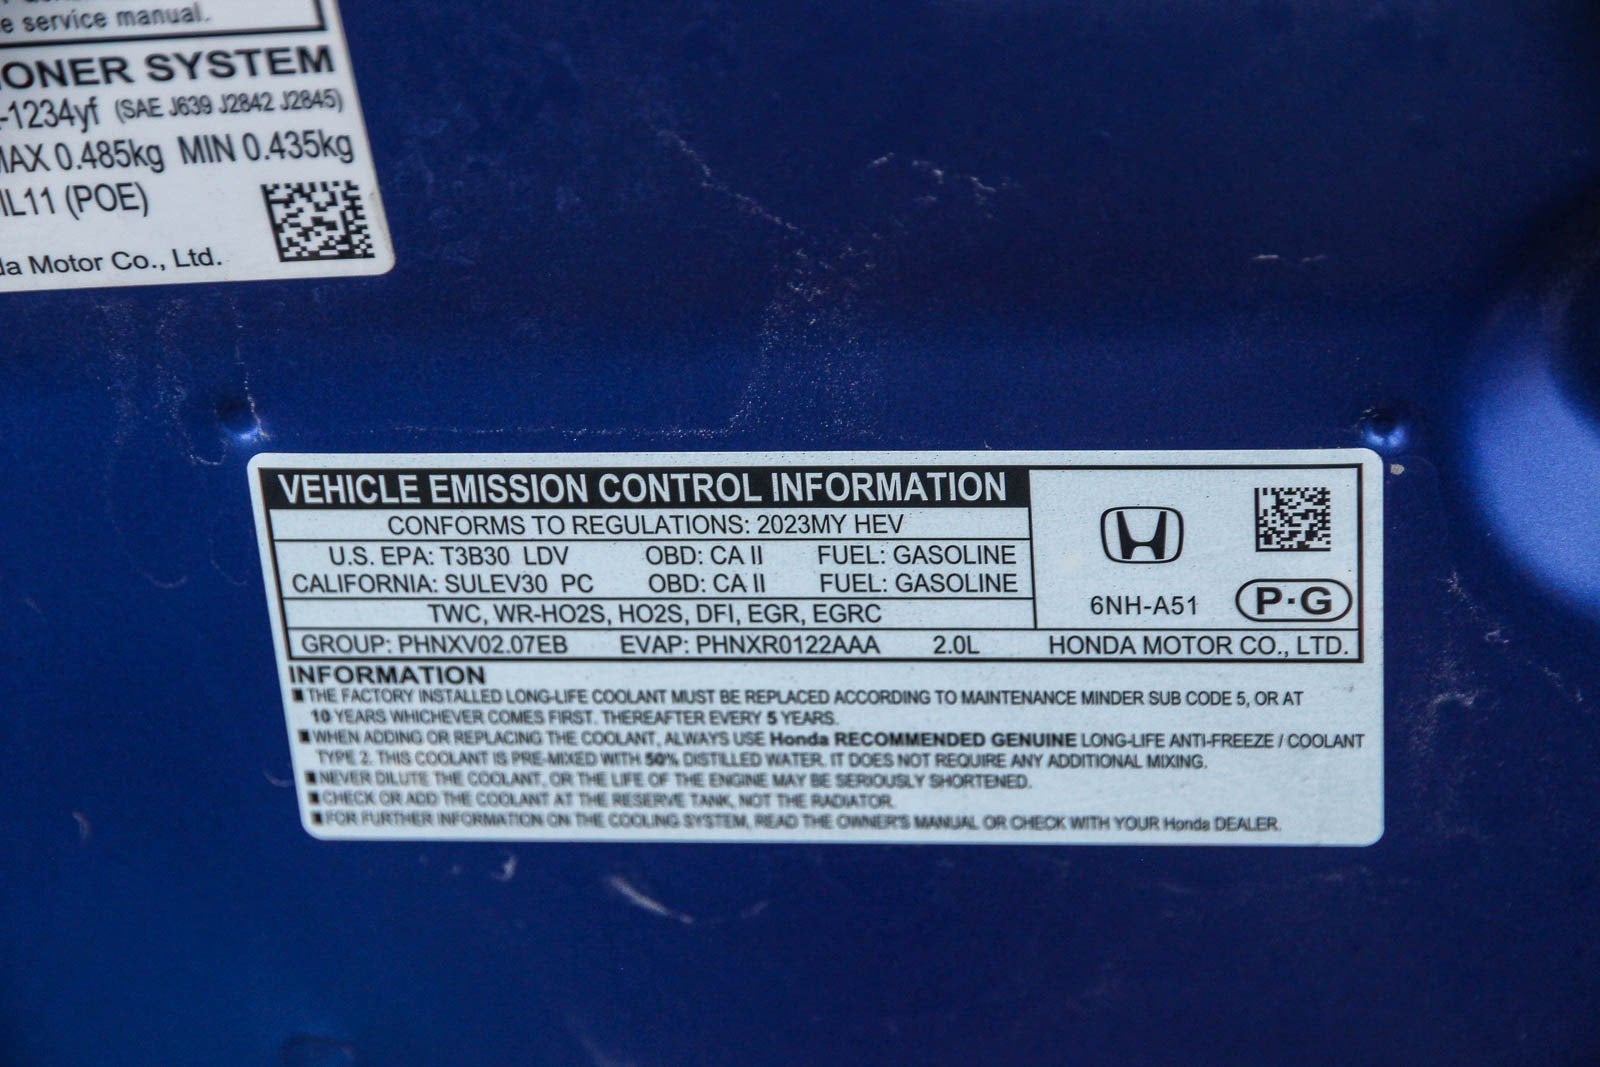 e service manual.
ONER SYSTEM
-1234yf (SAE J639 J2842 J2845)
MAX 0.485kg MIN 0.435kg
IL11 (POE)
da Motor Co., Ltd.
VEHICLE EMISSION CONTROL INFORMATION
CONFORMS TO REGULATIONS: 2023MY HEV
U.S. EPA: T3B30 LDV OBD: CA II FUEL: GASOLINE
CALIFORNIA: SULEV30 PC OBD: CA II FUEL: GASOLINE
TWC, WR-HO2S, HO2S, DFI, EGR, EGRC
6NH-A51 P·G
GROUP: PHNXV02.07EB EVAP: PHNXR0122AAA 2.0L HONDA MOTOR CO., LTD.
INFORMATION
■ THE FACTORY INSTALLED LONG-LIFE COOLANT MUST BE REPLACED ACCORDING TO MAINTENANCE MINDER SUB CODE 5, OR AT
10 YEARS WHICHEVER COMES FIRST. THEREAFTER EVERY 5 YEARS.
■ WHEN ADDING OR REPLACING THE COOLANT, ALWAYS USE Honda RECOMMENDED GENUINE LONG-LIFE ANTI-FREEZE / COOLANT
TYPE 2. THIS COOLANT IS PRE-MIXED WITH 50% DISTILLED WATER. IT DOES NOT REQUIRE ANY ADDITIONAL MIXING.
■ NEVER DILUTE THE COOLANT, OR THE LIFE OF THE ENGINE MAY BE SERIOUSLY SHORTENED.
■ CHECK OR ADD THE COOLANT AT THE RESERVE TANK, NOT THE RADIATOR.
■ FOR FURTHER INFORMATION ON THE COOLING SYSTEM, READ THE OWNER'S MANUAL OR CHECK WITH YOUR Honda DEALER.